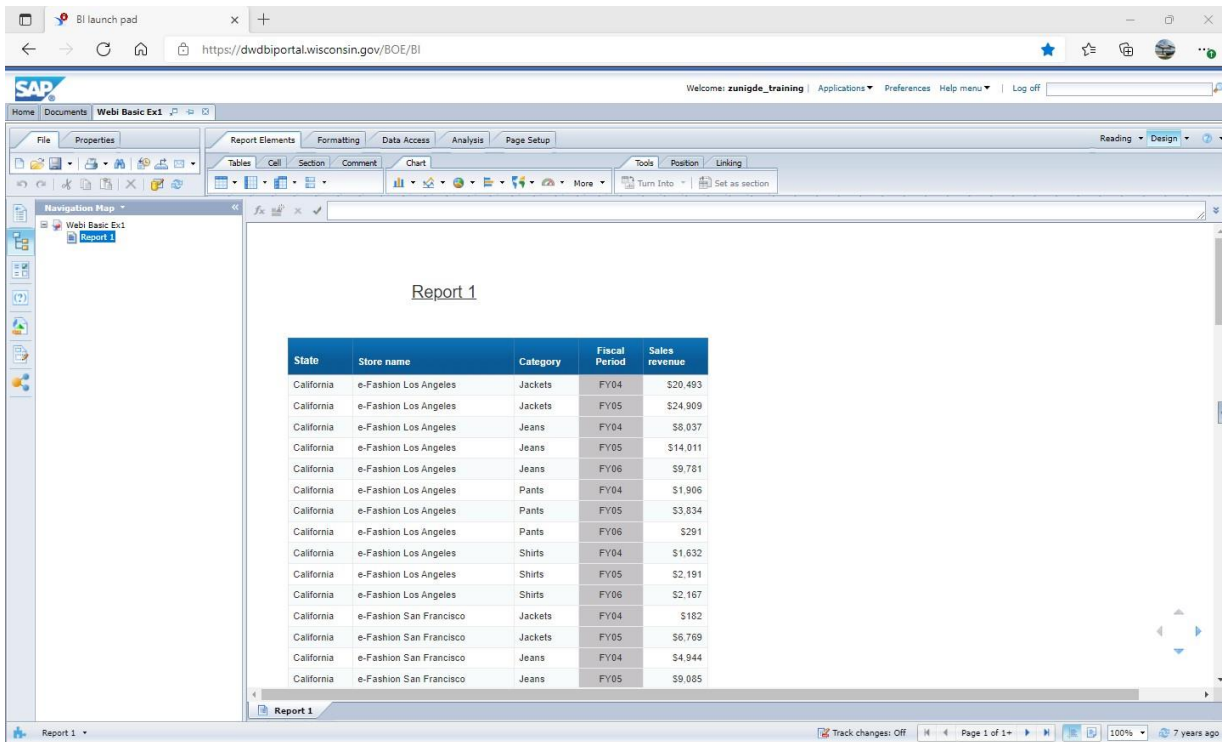 BI launch pad
https://dwdbiportal.wisconsin.gov/BOE/BI
SAP
Welcome: zunigde_training | Applications Preferences Help menu | Log off
Home Documents Webi Basic Ex1
File Properties Report Elements Formatting Data Access Analysis Page Setup Reading Design
Tables Cell Section Comment Chart Tools Position Linking
More Turn Into Set as section
Navigation Map
Webi Basic Ex1
Report 1
Report 1
State Store name Category Fiscal Period Sales revenue
California e-Fashion Los Angeles Jackets FY04 $20,493
California e-Fashion Los Angeles Jackets FY05 $24,909
California e-Fashion Los Angeles Jeans FY04 $8,037
California e-Fashion Los Angeles Jeans FY05 $14,011
California e-Fashion Los Angeles Jeans FY06 $9,781
California e-Fashion Los Angeles Pants FY04 $1,906
California e-Fashion Los Angeles Pants FY05 $3,834
California e-Fashion Los Angeles Pants FY06 $291
California e-Fashion Los Angeles Shirts FY04 $1,632
California e-Fashion Los Angeles Shirts FY05 $2,191
California e-Fashion Los Angeles Shirts FY06 $2,167
California e-Fashion San Francisco Jackets FY04 $182
California e-Fashion San Francisco Jackets FY05 $6,769
California e-Fashion San Francisco Jeans FY04 $4,944
California e-Fashion San Francisco Jeans FY05 $9,085
Report 1
Report 1 Track changes: Off Page 1 of 1+ 100% 7 years ago